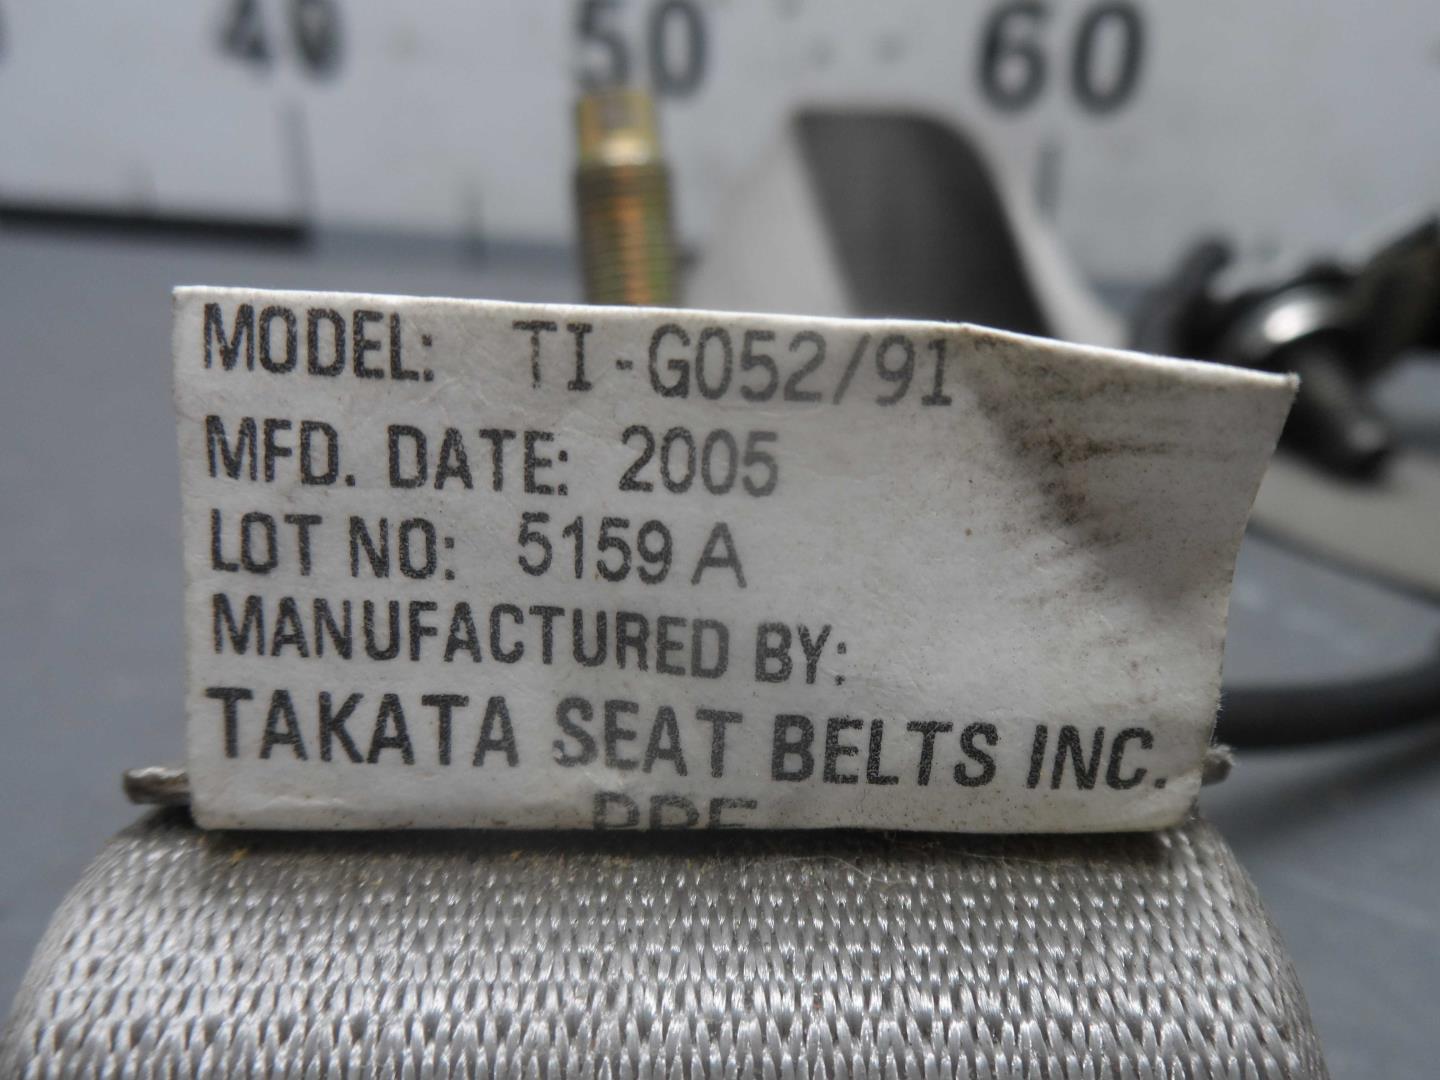 40 50 60
MODEL: TI-G052/91
MFD. DATE: 2005
LOT NO: 5159 A
MANUFACTURED BY:
TAKATA SEAT BELTS INC.